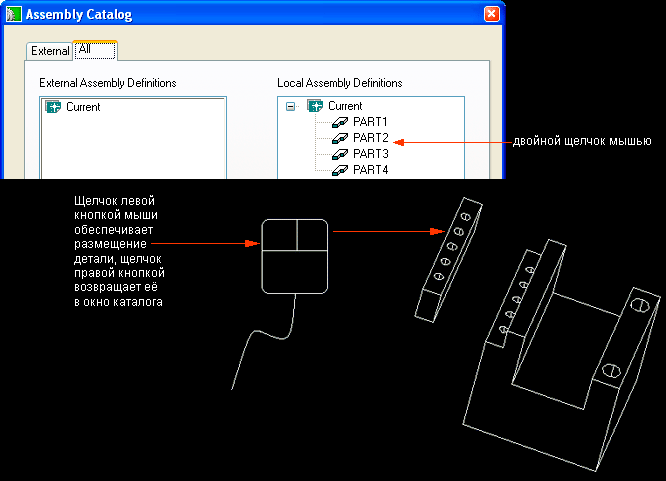 Assembly Catalog
External All
External Assembly Definitions Local Assembly Definitions
Current Current
PART1
PART2
PART3
PART4
двойной щелчок мышью
Щелчок левой
кнопкой мыши
обеспечивает
размещение
детали, щелчок
правой кнопкой
возвращает её
в окно каталога